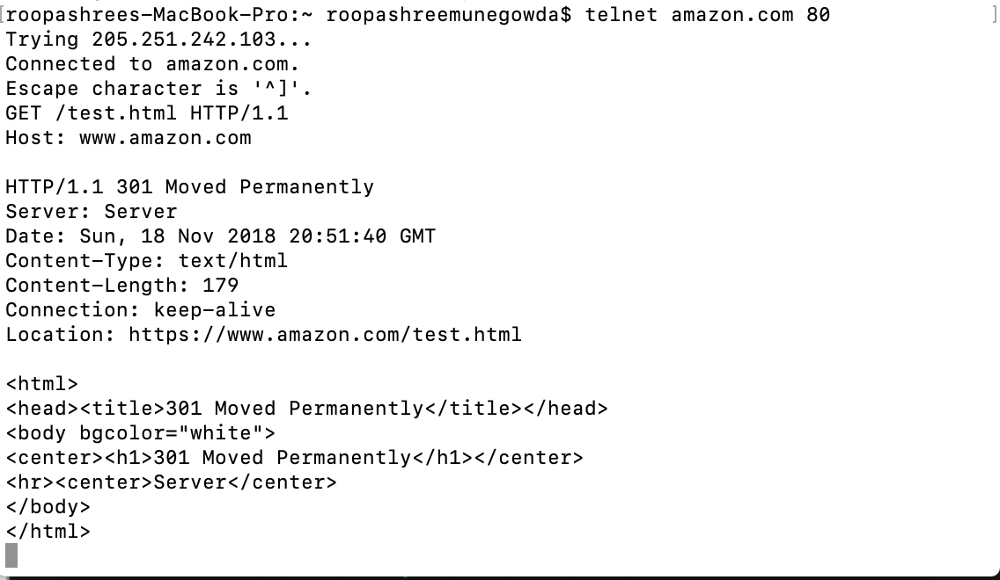 [roopashrees-MacBook-Pro:~ roopashreemunegowda$ telnet amazon.com 80 ]
Trying 205.251.242.103...
Connected to amazon.com.
Escape character is '^]'.
GET /test.html HTTP/1.1
Host: www.amazon.com

HTTP/1.1 301 Moved Permanently
Server: Server
Date: Sun, 18 Nov 2018 20:51:40 GMT
Content-Type: text/html
Content-Length: 179
Connection: keep-alive
Location: https://www.amazon.com/test.html

<html>
<head><title>301 Moved Permanently</title></head>
<body bgcolor="white">
<center><h1>301 Moved Permanently</h1></center>
<hr><center>Server</center>
</body>
</html>